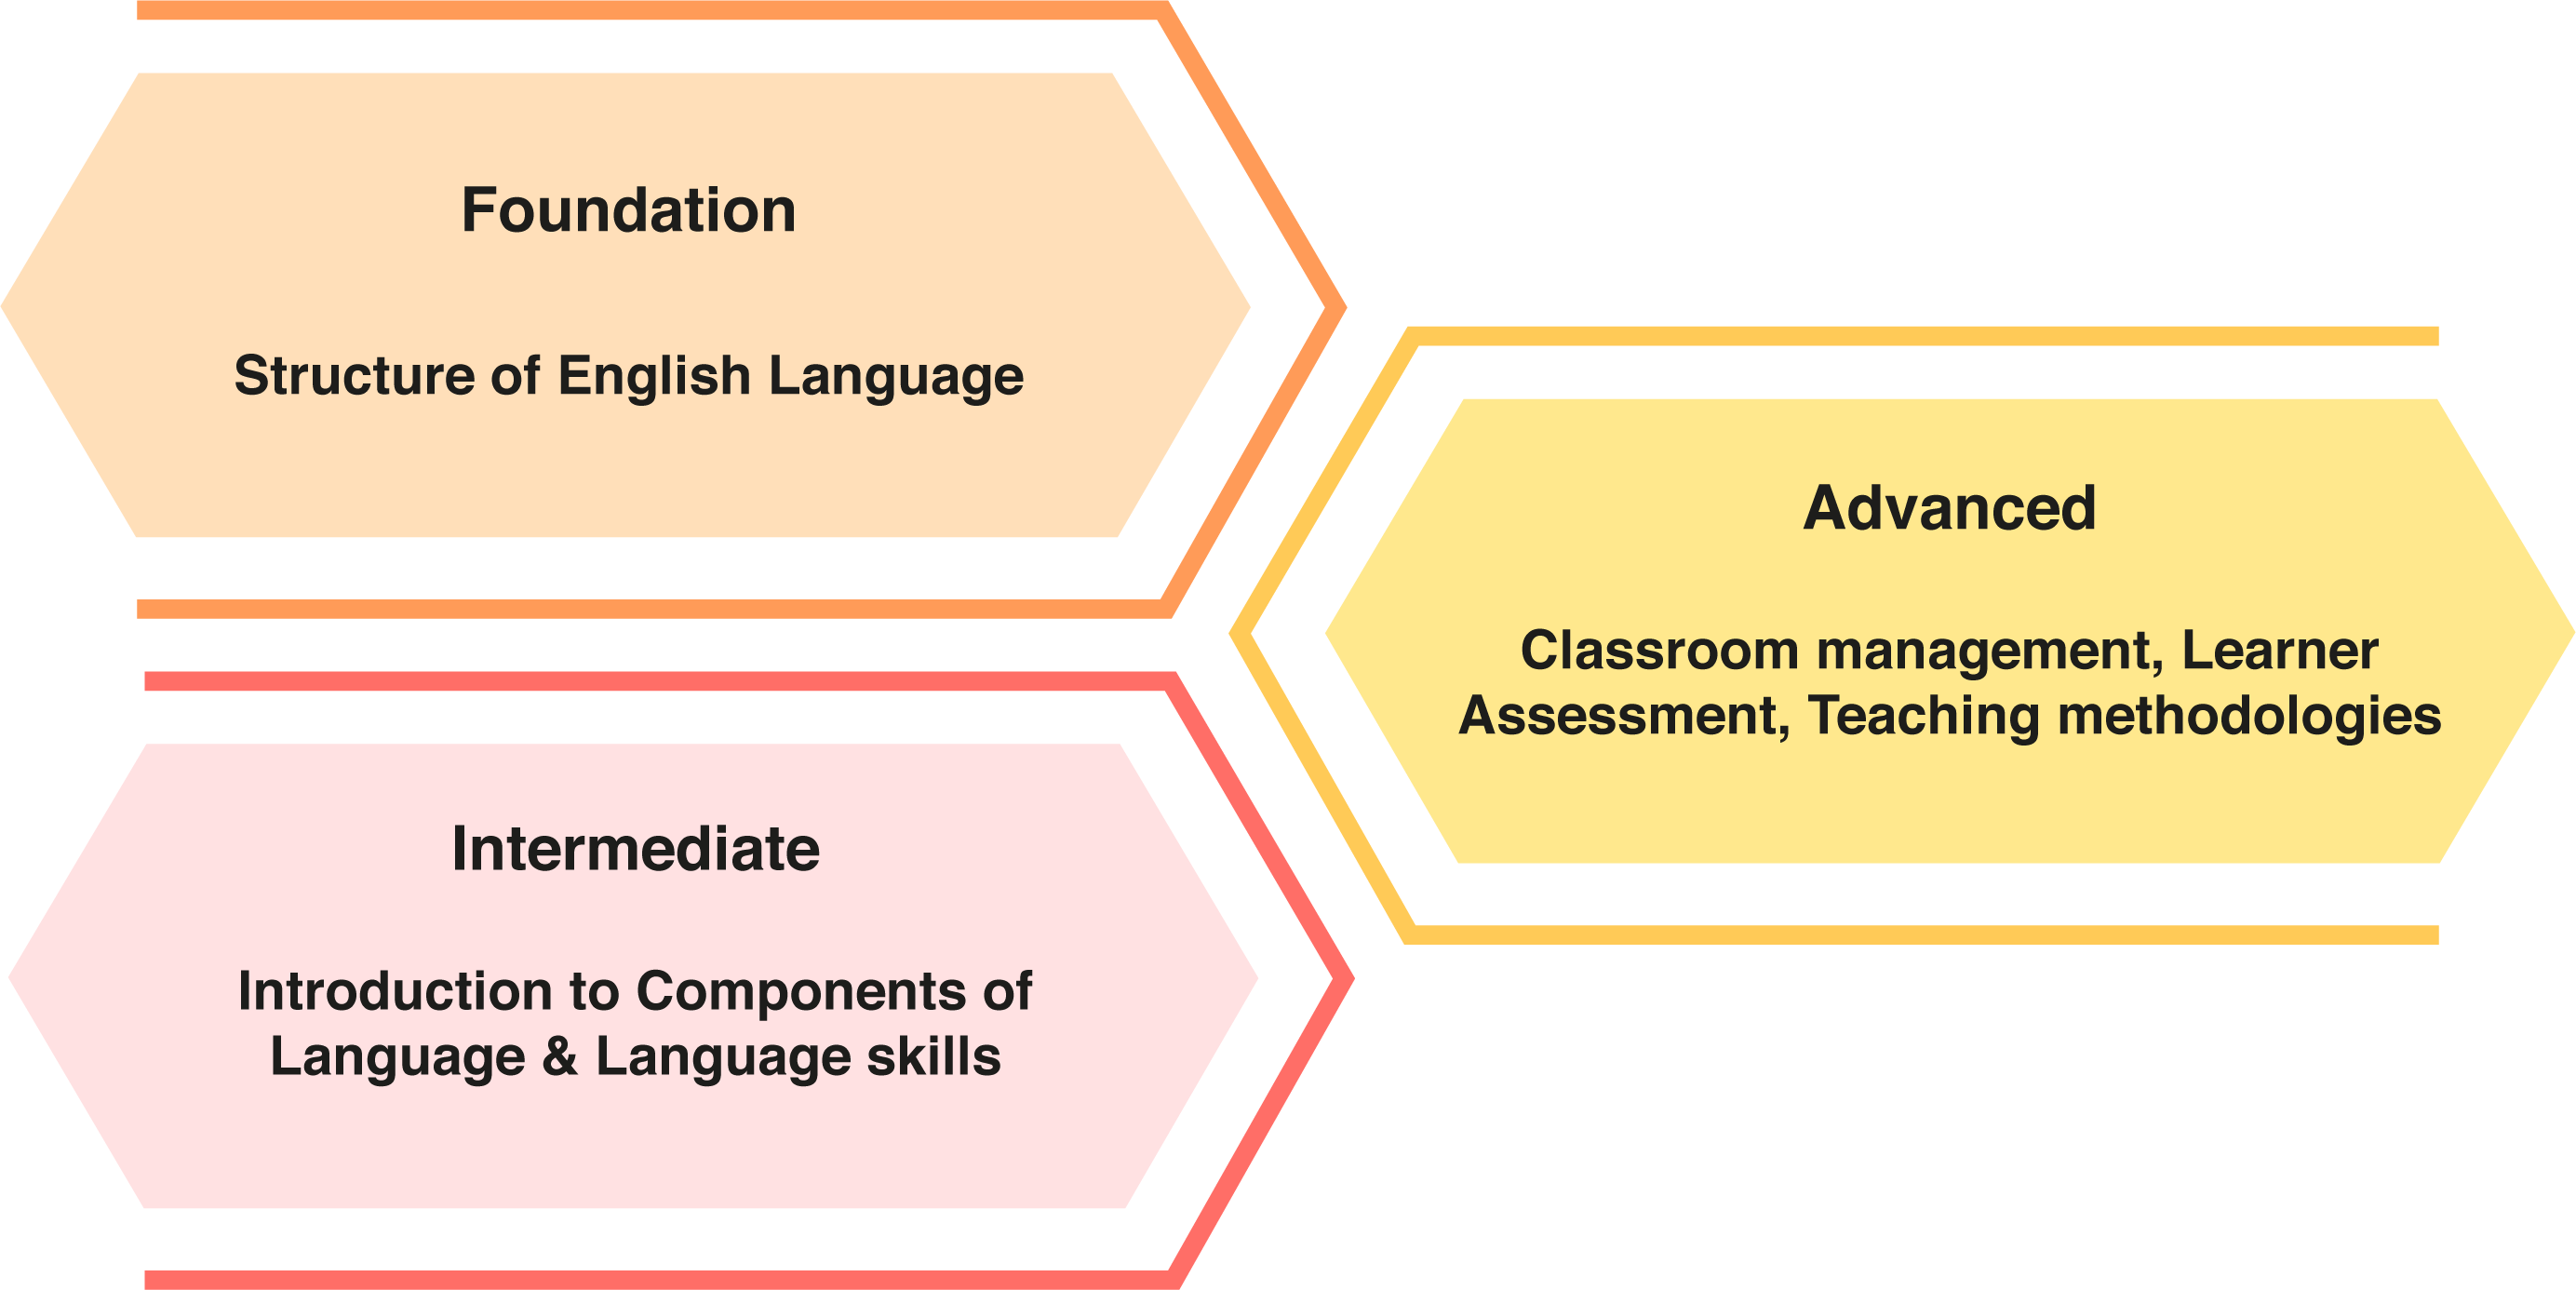 Foundation
Structure of English Language
Advanced
Classroom management, Learner
Assessment, Teaching methodologies
Intermediate
Introduction to Components of
Language & Language skills